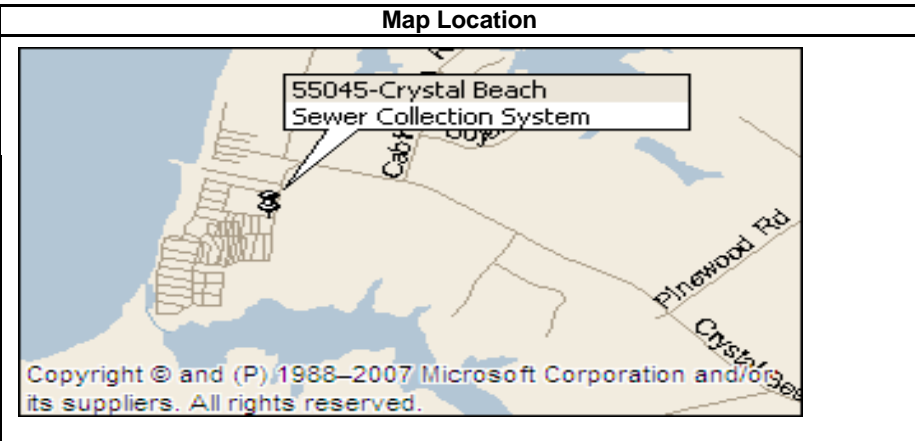 Map Location
55045-Crystal Beach
Sewer Collection System
Pinewood Rd
Copyright © and (P) 1988–2007 Microsoft Corporation and/or
its suppliers. All rights reserved.